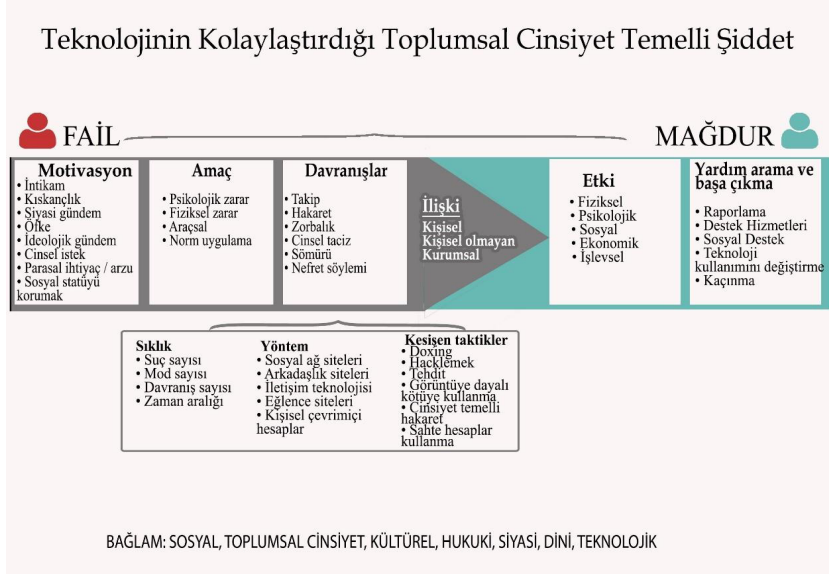 Teknolojinin Kolaylaştırdığı Toplumsal Cinsiyet Temelli Şiddet
FAİL
MAĞDUR
Motivasyon
• İntikam
• Kıskançlık
• Siyasi gündem
• Öfke
• İdeolojik gündem
• Cinsel istek
• Parasal ihtiyaç / arzu
• Sosyal statüyü
korumak
Amaç
• Psikolojik zarar
• Fiziksel zarar
• Araçsal
• Norm uygulama
Davranışlar
• Takip
• Hakaret
• Zorbalık
• Cinsel taciz
• Sömürü
• Nefret söylemi
İlişki
Kişisel
Kişisel olmayan
Kurumsal
Etki
• Fiziksel
• Psikolojik
• Sosyal
• Ekonomik
• İşlevsel
Yardım arama ve
başa çıkma
• Raporlama
• Destek Hizmetleri
• Sosyal Destek
• Teknoloji
kullanımını değiştirme
• Kaçınma
Sıklık
• Suç sayısı
• Mod sayısı
• Davranış sayısı
• Zaman aralığı
Yöntem
• Sosyal ağ siteleri
• Arkadaşlık siteleri
• İletişim teknolojisi
• Eğlence siteleri
• Kişisel çevrimiçi
hesaplar
Kesişen taktikler
• Doxing
• Hacklemek
• Tehdit
• Görüntüye dayalı
kötüye kullanma
• Cinsiyet temelli
hakaret
• Sahte hesaplar
kullanma
BAĞLAM: SOSYAL, TOPLUMSAL CİNSİYET, KÜLTÜREL, HUKUKİ, SİYASİ, DİNİ, TEKNOLOJİK